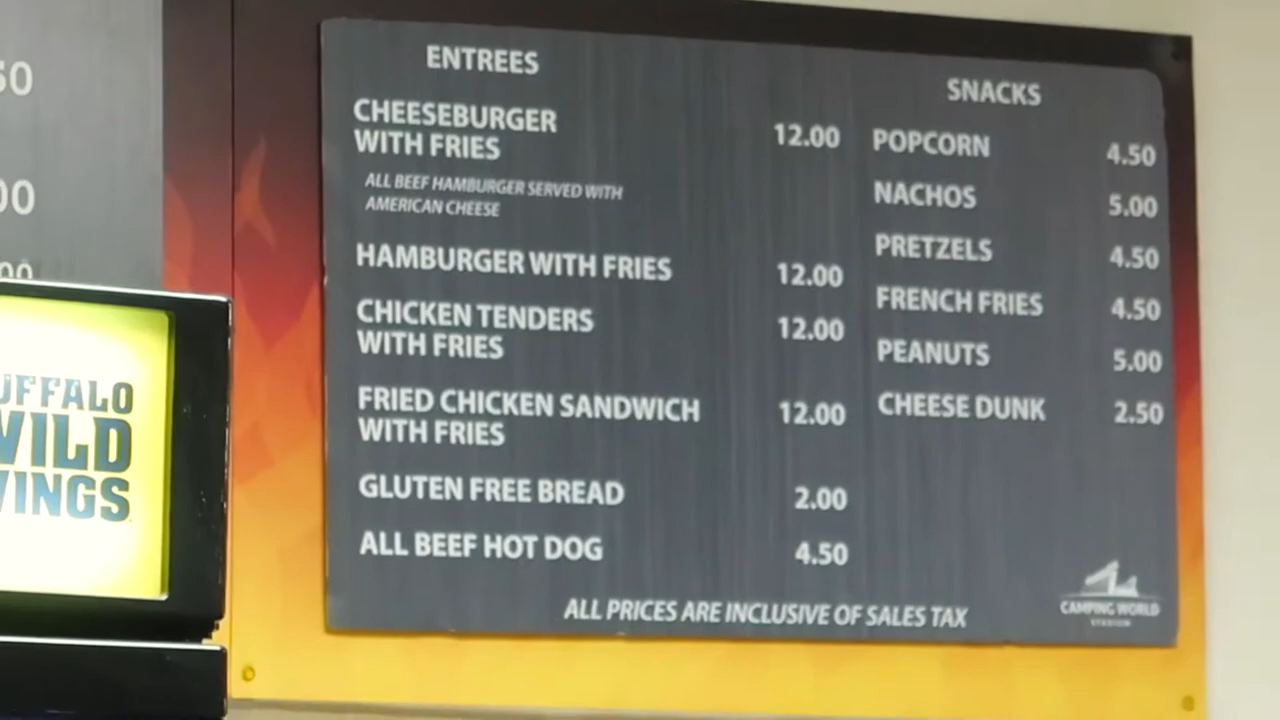 ENTREES
CHEESEBURGER
WITH FRIES 12.00
ALL BEEF HAMBURGER SERVED WITH
AMERICAN CHEESE
HAMBURGER WITH FRIES 12.00
CHICKEN TENDERS
WITH FRIES 12.00
FRIED CHICKEN SANDWICH
WITH FRIES 12.00
GLUTEN FREE BREAD 2.00
ALL BEEF HOT DOG 4.50
SNACKS
POPCORN 4.50
NACHOS 5.00
PRETZELS 4.50
FRENCH FRIES 4.50
PEANUTS 5.00
CHEESE DUNK 2.50
ALL PRICES ARE INCLUSIVE OF SALES TAX
CAMPING WORLD
STADIUM
WILD